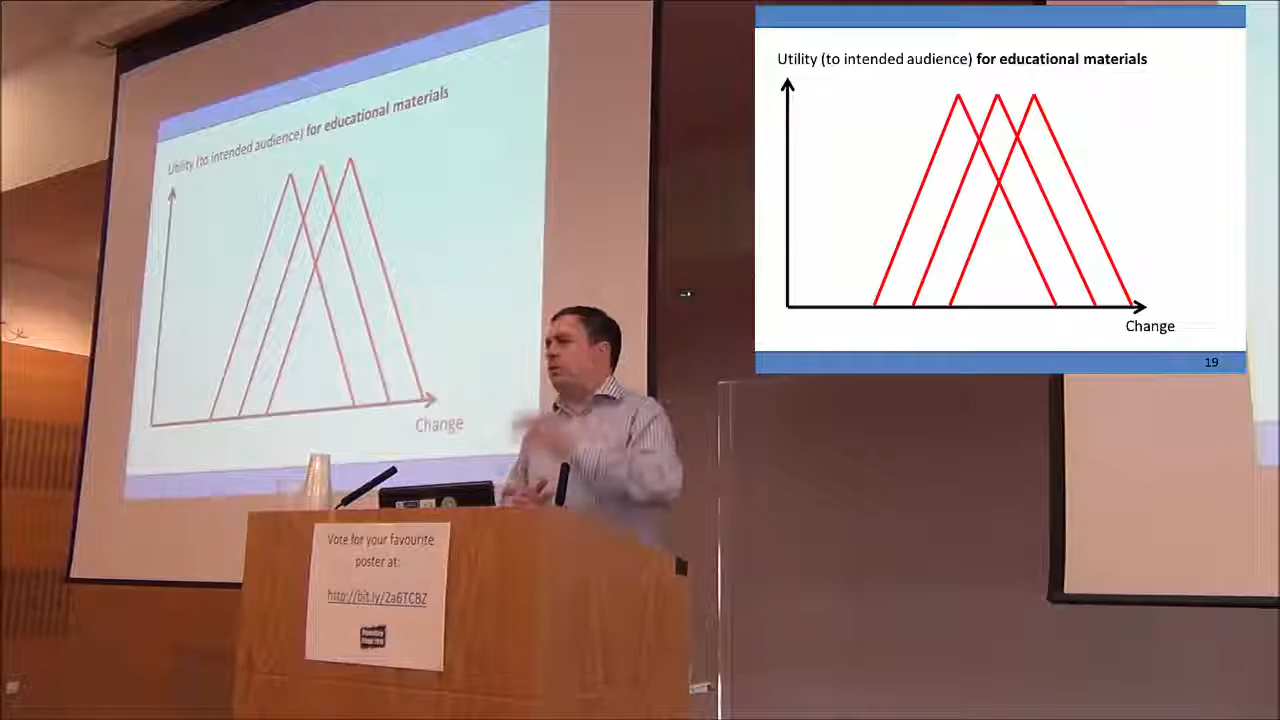 Utility (to intended audience) for educational materials
Change
Vote for your favourite
poster at:
http://bit.ly/2a6TCBZ
Utility (to intended audience) for educational materials
Change
19